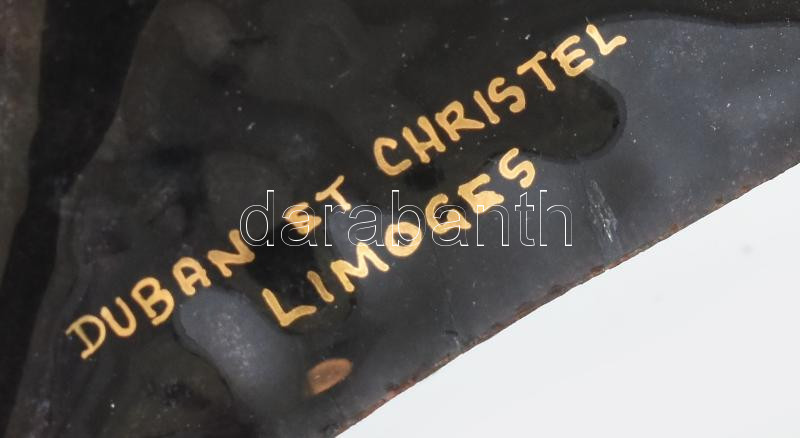 DUBAN ST CHRISTEL
LIMOGES
darabanth